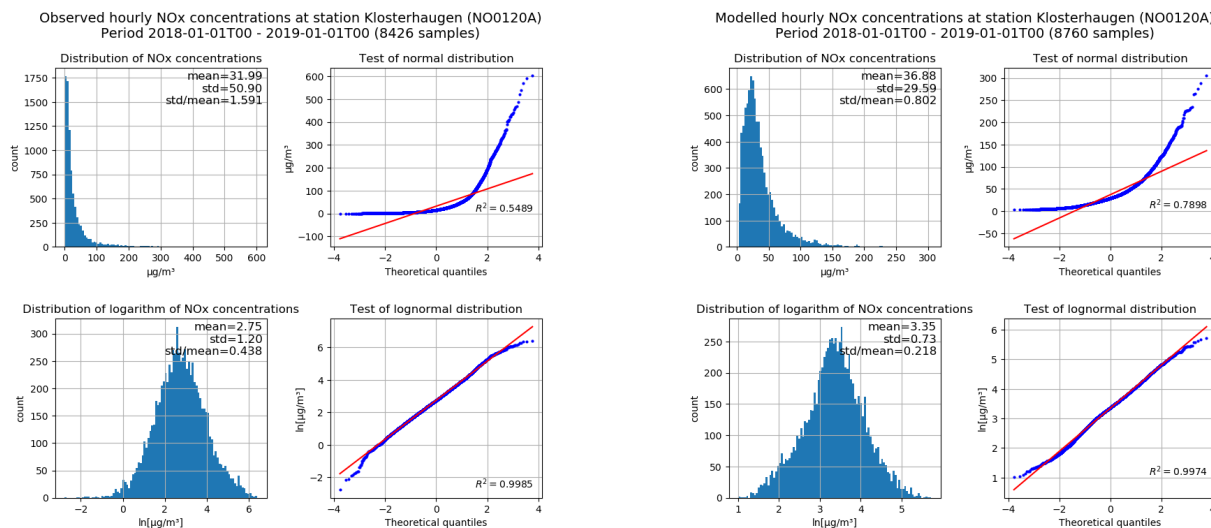 Observed hourly NOx concentrations at station Klosterhaugen (NO0120A)
Period 2018-01-01T00 - 2019-01-01T00 (8426 samples)
Distribution of NOx concentrations
mean=31.99
std=50.90
std/mean=1.591
1750
1500
1250
1000
750
500
250
0
count
0 100 200 300 400 500 600
µg/m³
Test of normal distribution
600
500
400
300
200
100
0
−100
µg/m³
R² = 0.5489
−4 −2 0 2 4
Theoretical quantiles
Distribution of logarithm of NOx concentrations
mean=2.75
std=1.20
std/mean=0.438
300
250
200
150
100
50
0
count
−2 0 2 4 6
ln[µg/m³]
Test of lognormal distribution
6
4
2
0
−2
ln[µg/m³]
R² = 0.9985
−4 −2 0 2 4
Theoretical quantiles
Modelled hourly NOx concentrations at station Klosterhaugen (NO0120A)
Period 2018-01-01T00 - 2019-01-01T00 (8760 samples)
Distribution of NOx concentrations
mean=36.88
std=29.59
std/mean=0.802
600
500
400
300
200
100
0
count
0 50 100 150 200 250 300
µg/m³
Test of normal distribution
300
250
200
150
100
50
0
−50
µg/m³
R² = 0.7898
−4 −2 0 2 4
Theoretical quantiles
Distribution of logarithm of NOx concentrations
mean=3.35
std=0.73
std/mean=0.218
250
200
150
100
50
0
count
1 2 3 4 5
ln[µg/m³]
Test of lognormal distribution
6
5
4
3
2
1
ln[µg/m³]
R² = 0.9974
−4 −2 0 2 4
Theoretical quantiles